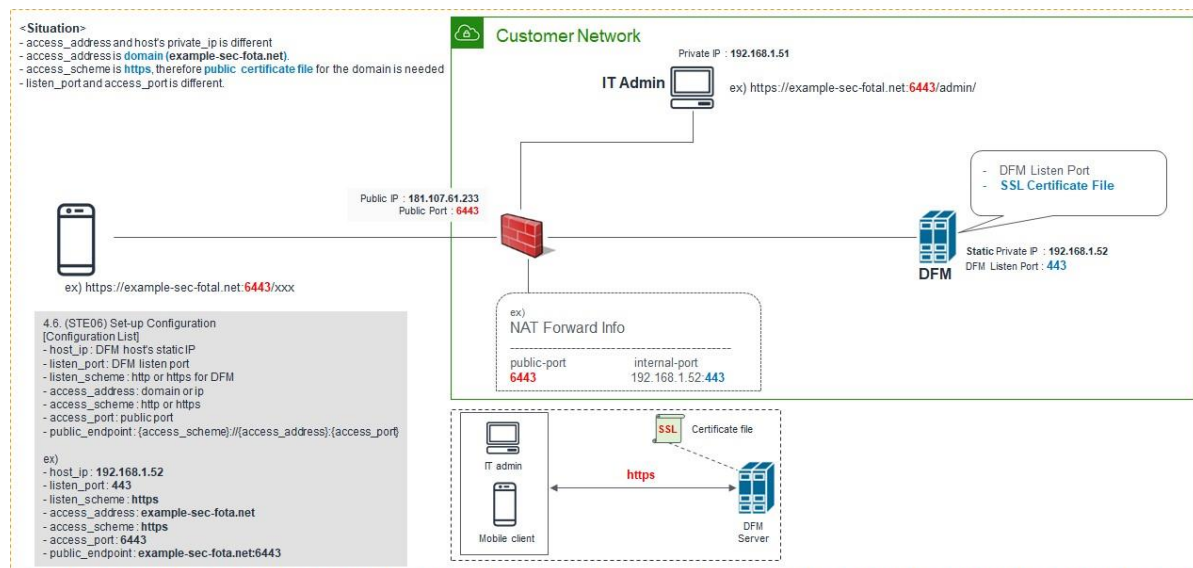 <Situation>
- access_address and host's private_ip is different
- access_address is domain (example-sec-fota.net).
- access_scheme is https, therefore public certificate file for the domain is needed
- listen_port and access_port is different.
Customer Network
Private IP : 192.168.1.51
IT Admin
ex) https://example-sec-fotal.net:6443/admin/
- DFM Listen Port
- SSL Certificate File
Public IP : 181.107.61.233
Public Port : 6443
DFM
Static Private IP : 192.168.1.52
DFM Listen Port : 443
ex) https://example-sec-fotal.net:6443/xxx
ex)
NAT Forward Info
public-port internal-port
6443 192.168.1.52:443
4.6. (STE06) Set-up Configuration
[Configuration List]
- host_ip : DFM host's static IP
- listen_port : DFM listen port
- listen_scheme : http or https for DFM
- access_address : domain or ip
- access_scheme : http or https
- access_port : public port
- public_endpoint : {access_scheme}://{access_address}:{access_port}
ex)
- host_ip : 192.168.1.52
- listen_port : 443
- listen_scheme : https
- access_address : example-sec-fota.net
- access_scheme : https
- access_port : 6443
- public_endpoint : example-sec-fota.net:6443
IT admin
Mobile client
https
SSL
Certificate file
DFM
Server